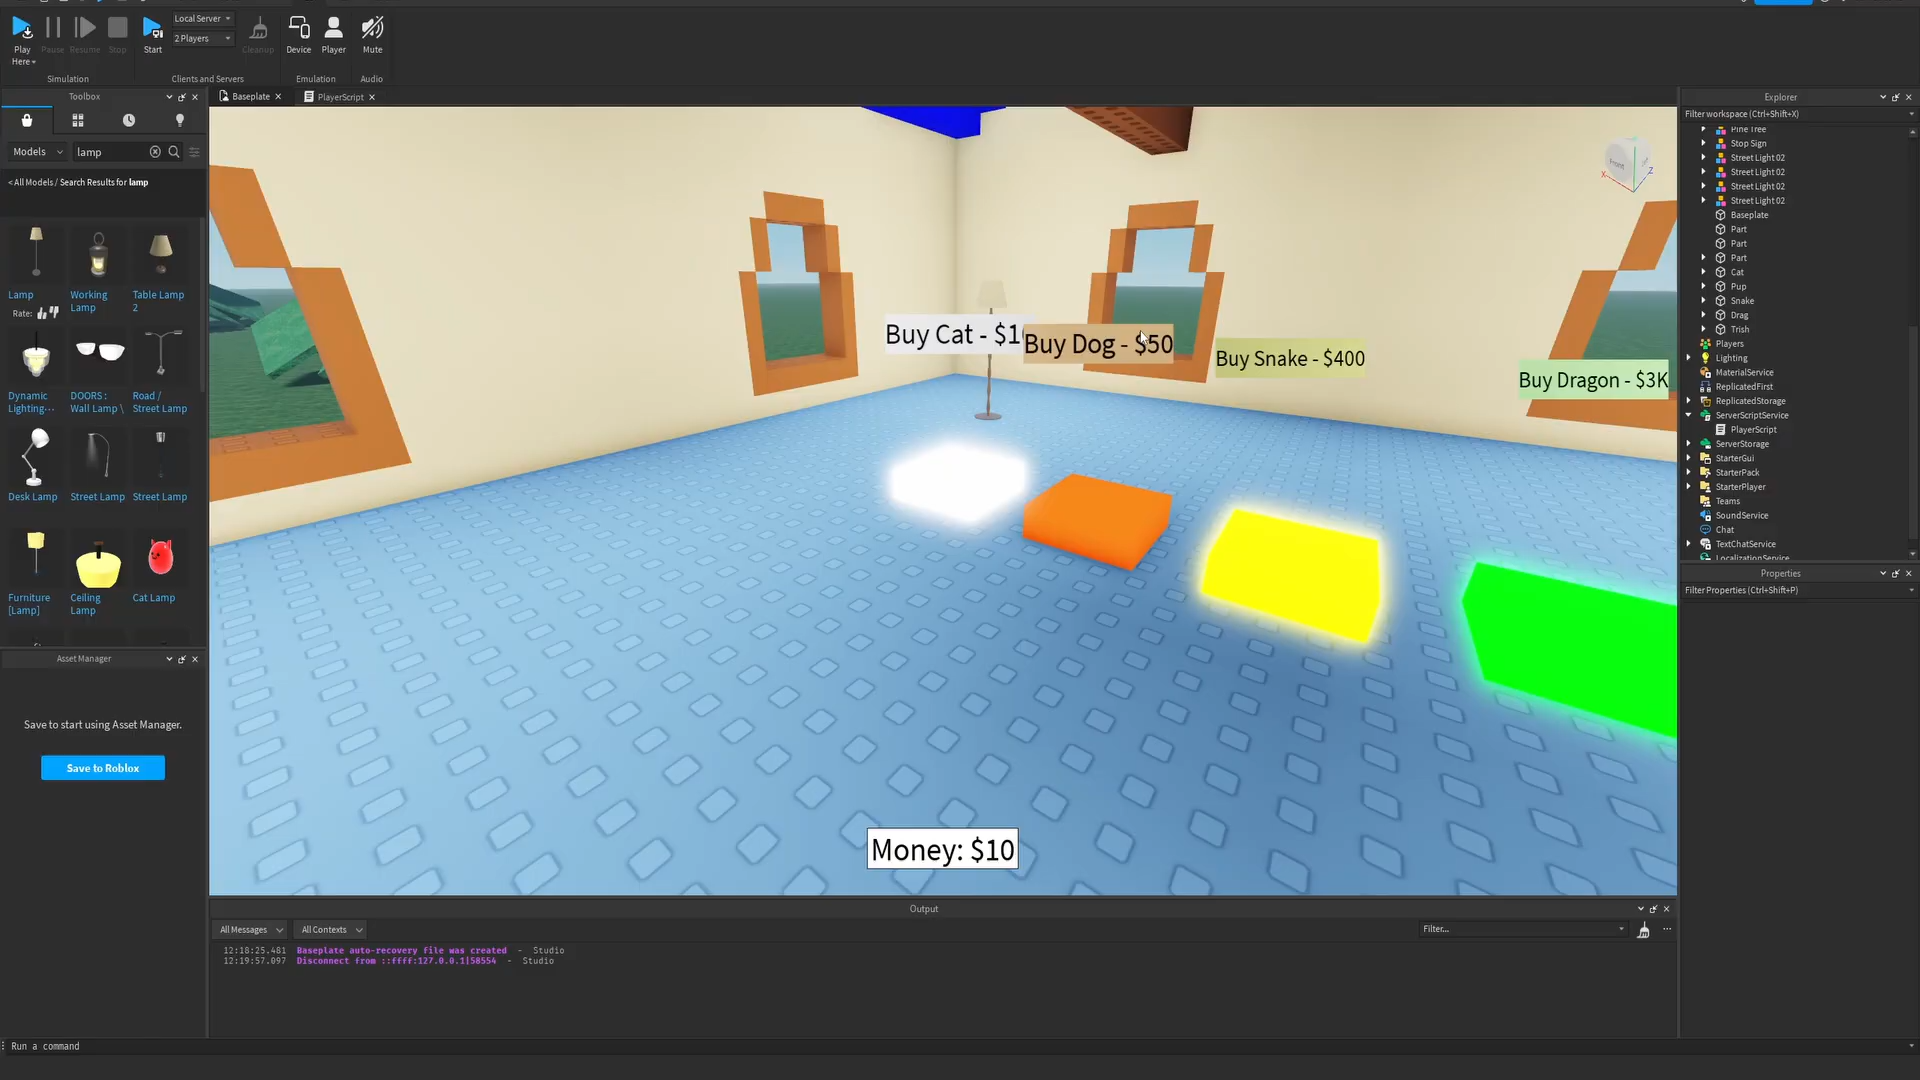 Local Server
2 Players
Play
Here
Pause
Resume
Stop
Start
Cleanup
Device
Player
Mute
Simulation
Clients and Servers
Emulation
Audio
Toolbox
Baseplate
PlayerScript
Models
lamp
< All Models / Search Results for lamp
Lamp
Rate:
Working
Lamp
Table Lamp
2
Dynamic
Lighting...
DOORS :
Wall Lamp \
Road /
Street Lamp
Desk Lamp
Street Lamp
Street Lamp
Furniture
[Lamp]
Ceiling
Lamp
Cat Lamp
Asset Manager
Save to start using Asset Manager.
Save to Roblox
Front
X
Z
Buy Cat - $10
Buy Dog - $50
Buy Snake - $400
Buy Dragon - $3K
Money: $10
Explorer
Filter workspace (Ctrl+Shift+X)
Pine Tree
Stop Sign
Street Light 02
Street Light 02
Street Light 02
Street Light 02
Baseplate
Part
Part
Part
Cat
Pup
Snake
Drag
Trish
Players
Lighting
MaterialService
ReplicatedFirst
ReplicatedStorage
ServerScriptService
PlayerScript
ServerStorage
StarterGui
StarterPack
StarterPlayer
Teams
SoundService
Chat
TextChatService
LocalizationService
Properties
Filter Properties (Ctrl+Shift+P)
Output
All Messages
All Contexts
Filter...
12:18:25.481 Baseplate auto-recovery file was created - Studio
12:19:57.097 Disconnect from ::ffff:127.0.0.1|58554 - Studio
Run a command